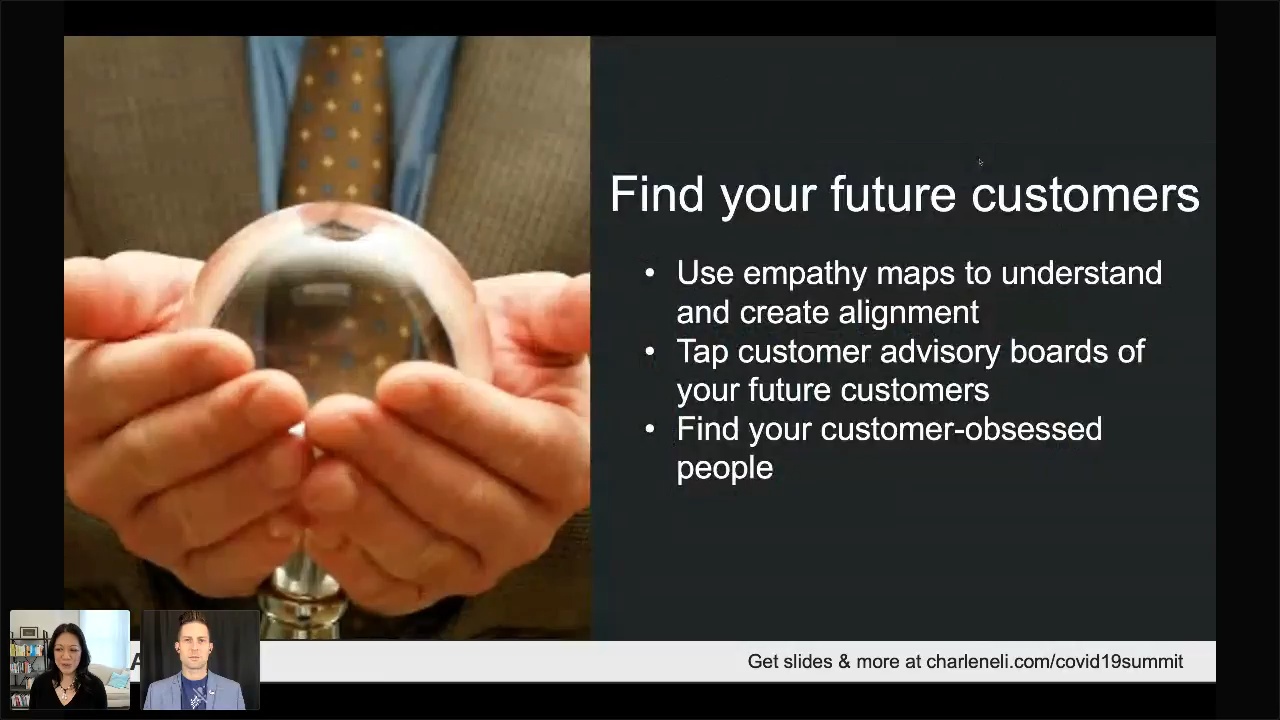 Find your future customers
• Use empathy maps to understand
and create alignment
• Tap customer advisory boards of
your future customers
• Find your customer-obsessed
people
Get slides & more at charleneli.com/covid19summit